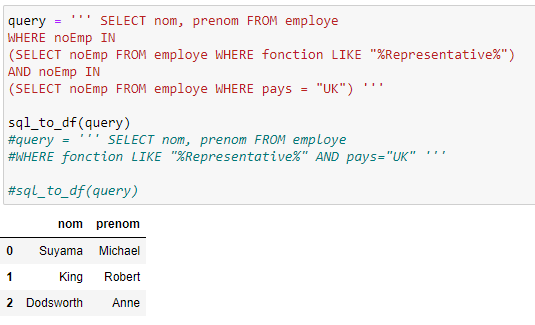 query = ''' SELECT nom, prenom FROM employe
WHERE noEmp IN
(SELECT noEmp FROM employe WHERE fonction LIKE "%Representative%")
AND noEmp IN
(SELECT noEmp FROM employe WHERE pays = "UK") '''
sql_to_df(query)
#query = ''' SELECT nom, prenom FROM employe
#WHERE fonction LIKE "%Representative%" AND pays="UK" '''
#sql_to_df(query)
nom prenom
0 Suyama Michael
1 King Robert
2 Dodsworth Anne